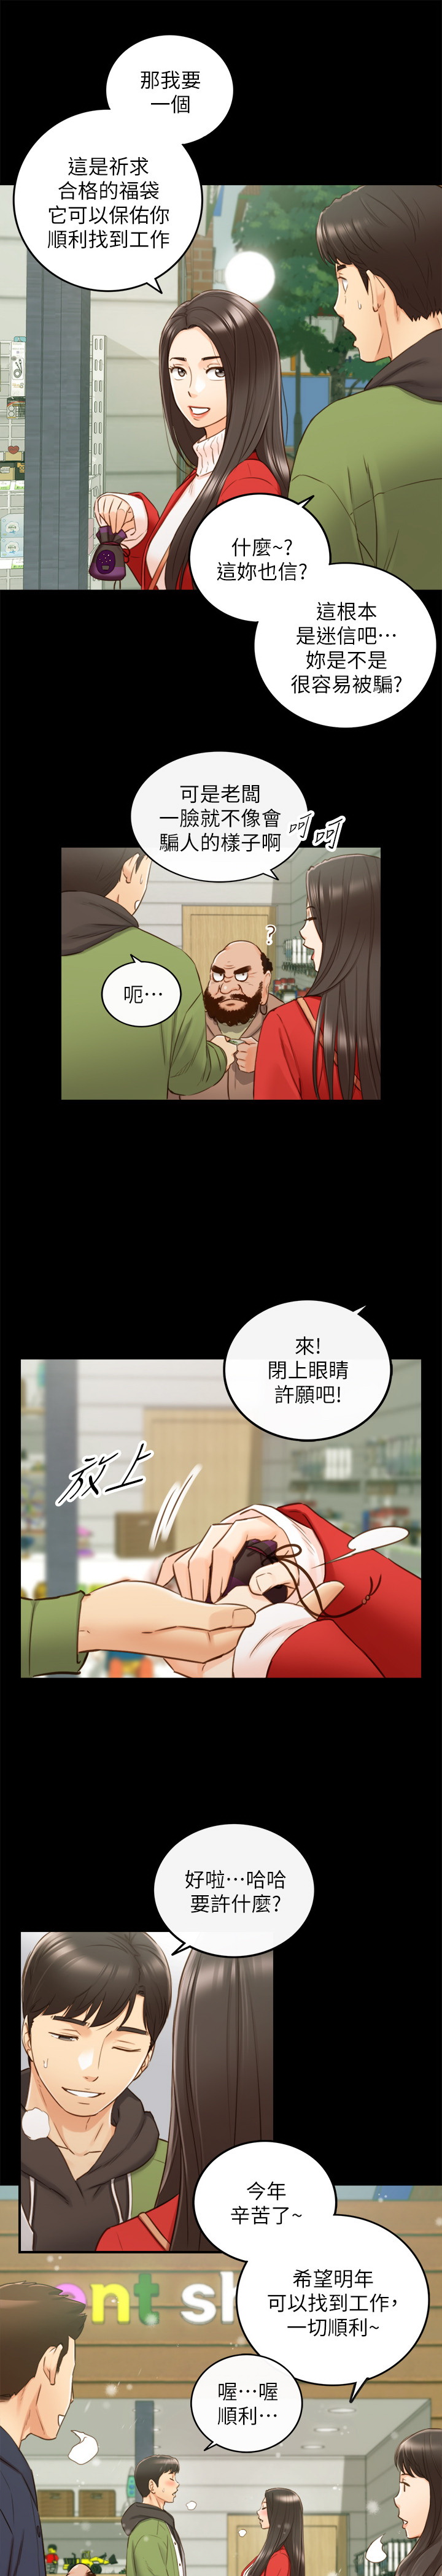 那我要
一個
這是祈求
合格的福袋
它可以保佑你
順利找到工作
什麼~?
這妳也信?
這根本
是迷信吧⋯
妳是不是
很容易被騙?
可是老闆
一臉就不像會
騙人的樣子啊
呵呵
?
呃⋯
來!
閉上眼睛
許願吧!
放上
好啦⋯哈哈
要許什麼?
今年
辛苦了~
希望明年
可以找到工作,
一切順利~
ent sh
喔⋯喔
順利⋯